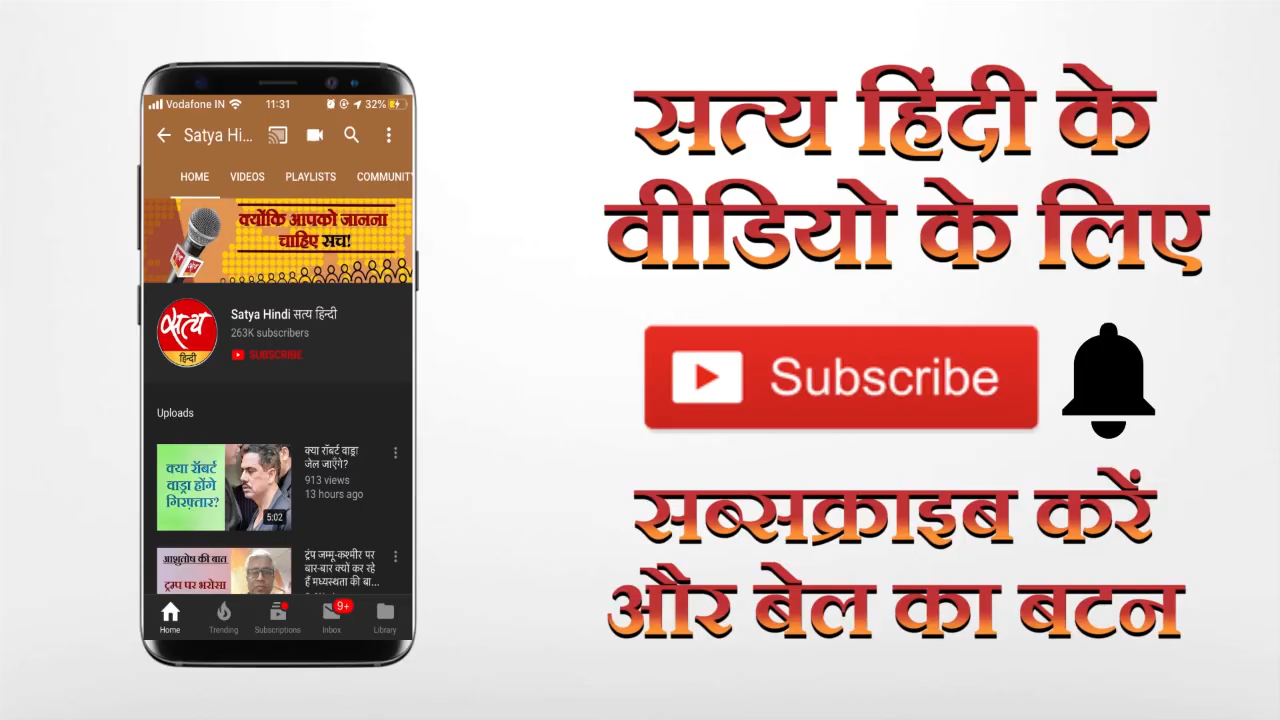 Vodafone IN 11:31 32%
Satya Hi...
HOME VIDEOS PLAYLISTS COMMUNIT
क्योंकि आपको जानना
चाहिए सच!
सत्य
हिन्दी
Satya Hindi सत्य हिन्दी
263K subscribers
SUBSCRIBE
Uploads
क्या रॉबर्ट
वाड्रा होंगे
गिरफ़्तार?
5:02
क्या रॉबर्ट वाड्रा
जेल जाएँगे?
913 views
13 hours ago
आशुतोष की बात
ट्रम्प पर भरोसा
ट्रंप जम्मू-कश्मीर पर
बार-बार क्यों कर रहे
हैं मध्यस्थता की बा...
Home Trending Subscriptions 9+ Inbox Library
सत्य हिंदी के
वीडियो के लिए
Subscribe
सब्सक्राइब करें
और बेल का बटन